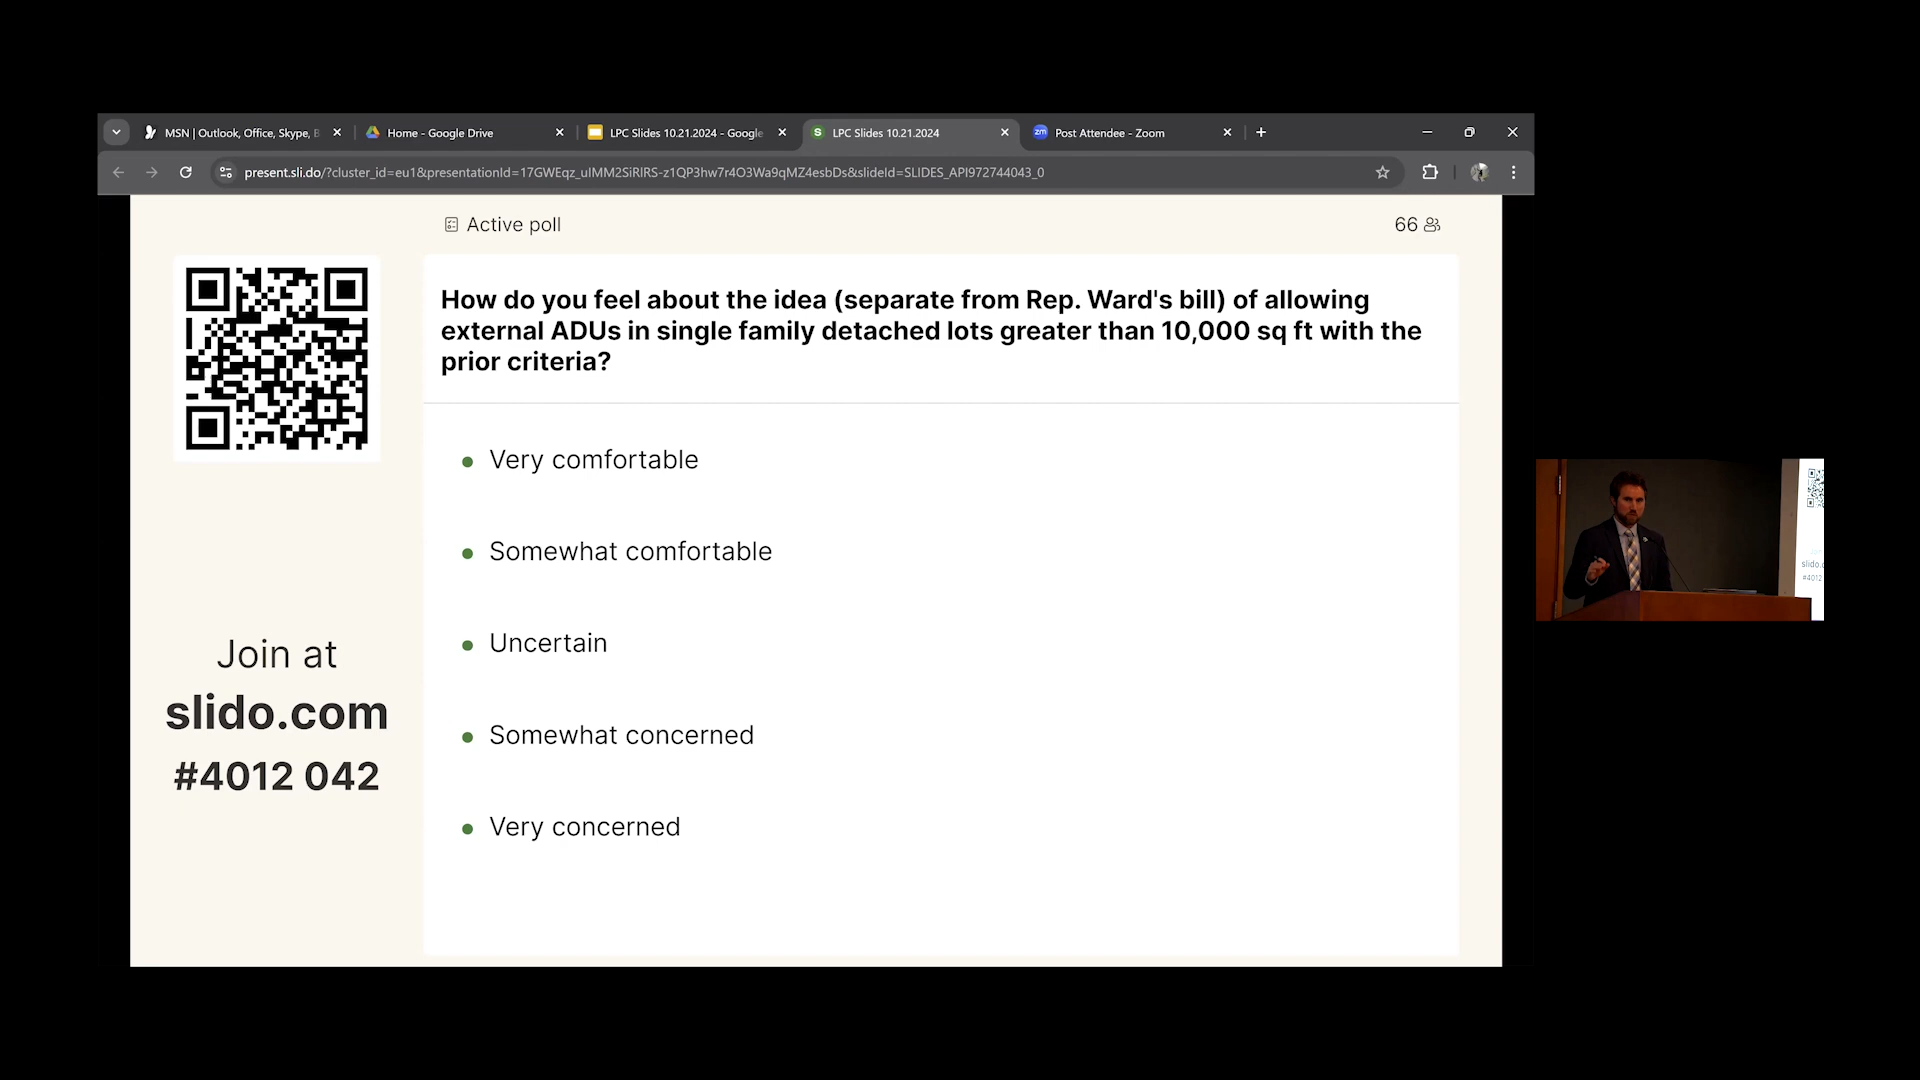 MSN | Outlook, Office, Skype, B
Home - Google Drive
LPC Slides 10.21.2024 - Google
S LPC Slides 10.21.2024
zm Post Attendee - Zoom
present.sli.do/?cluster_id=eu1&presentationId=17GWEqz_ulMM2SiRlRS-z1QP3hw7r4O3Wa9qMZ4esbDs&slideId=SLIDES_API972744043_0
Active poll
66
How do you feel about the idea (separate from Rep. Ward's bill) of allowing
external ADUs in single family detached lots greater than 10,000 sq ft with the
prior criteria?
Very comfortable
Somewhat comfortable
Uncertain
Somewhat concerned
Very concerned
Join at
slido.com
#4012 042
slido.c
#4012